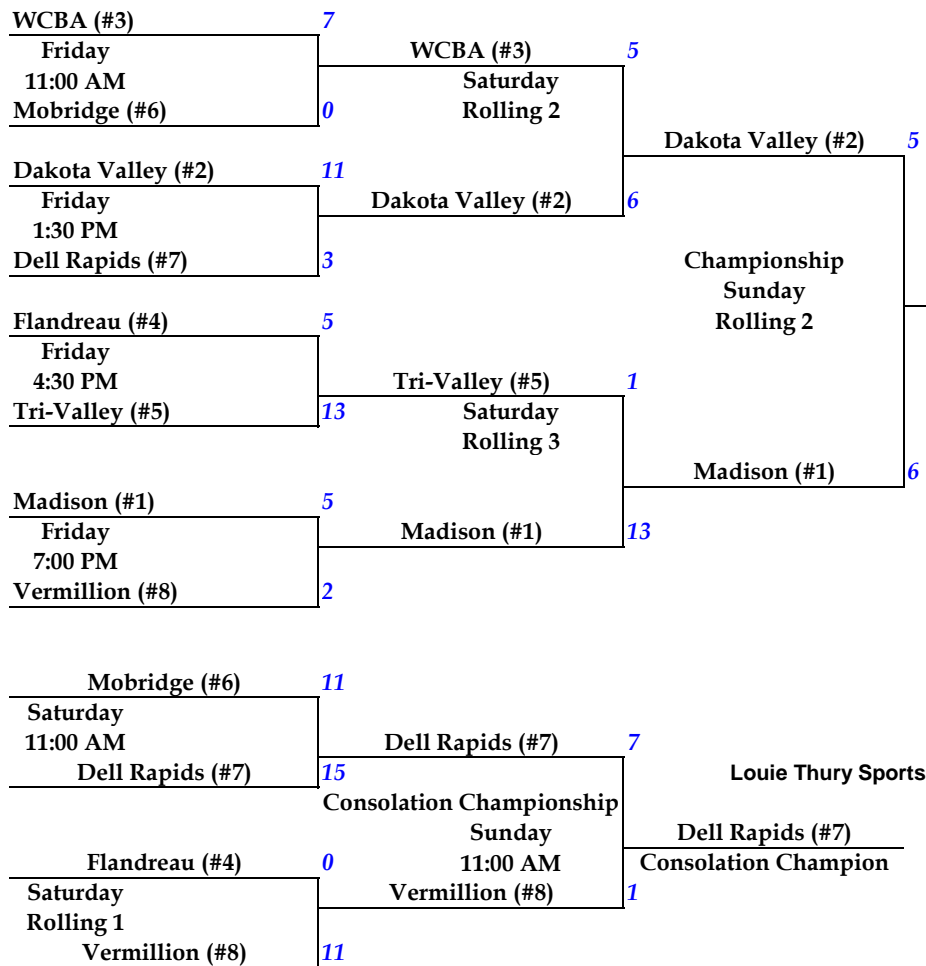 WCBA (#3) 7
Friday WCBA (#3) 5
11:00 AM Saturday
Mobridge (#6) 0 Rolling 2
Dakota Valley (#2) 5
Dakota Valley (#2) 11
Friday Dakota Valley (#2) 6
1:30 PM
Dell Rapids (#7) 3 Championship
Sunday
Flandreau (#4) 5 Rolling 2
Friday
4:30 PM Tri-Valley (#5) 1
Tri-Valley (#5) 13 Saturday
Rolling 3
Madison (#1) 6
Madison (#1) 5
Friday Madison (#1) 13
7:00 PM
Vermillion (#8) 2
Mobridge (#6) 11
Saturday
11:00 AM Dell Rapids (#7) 7
Dell Rapids (#7) 15 Louie Thury Sports
Consolation Championship
Sunday Dell Rapids (#7)
Flandreau (#4) 0 11:00 AM Consolation Champion
Saturday Vermillion (#8) 1
Rolling 1
Vermillion (#8) 11